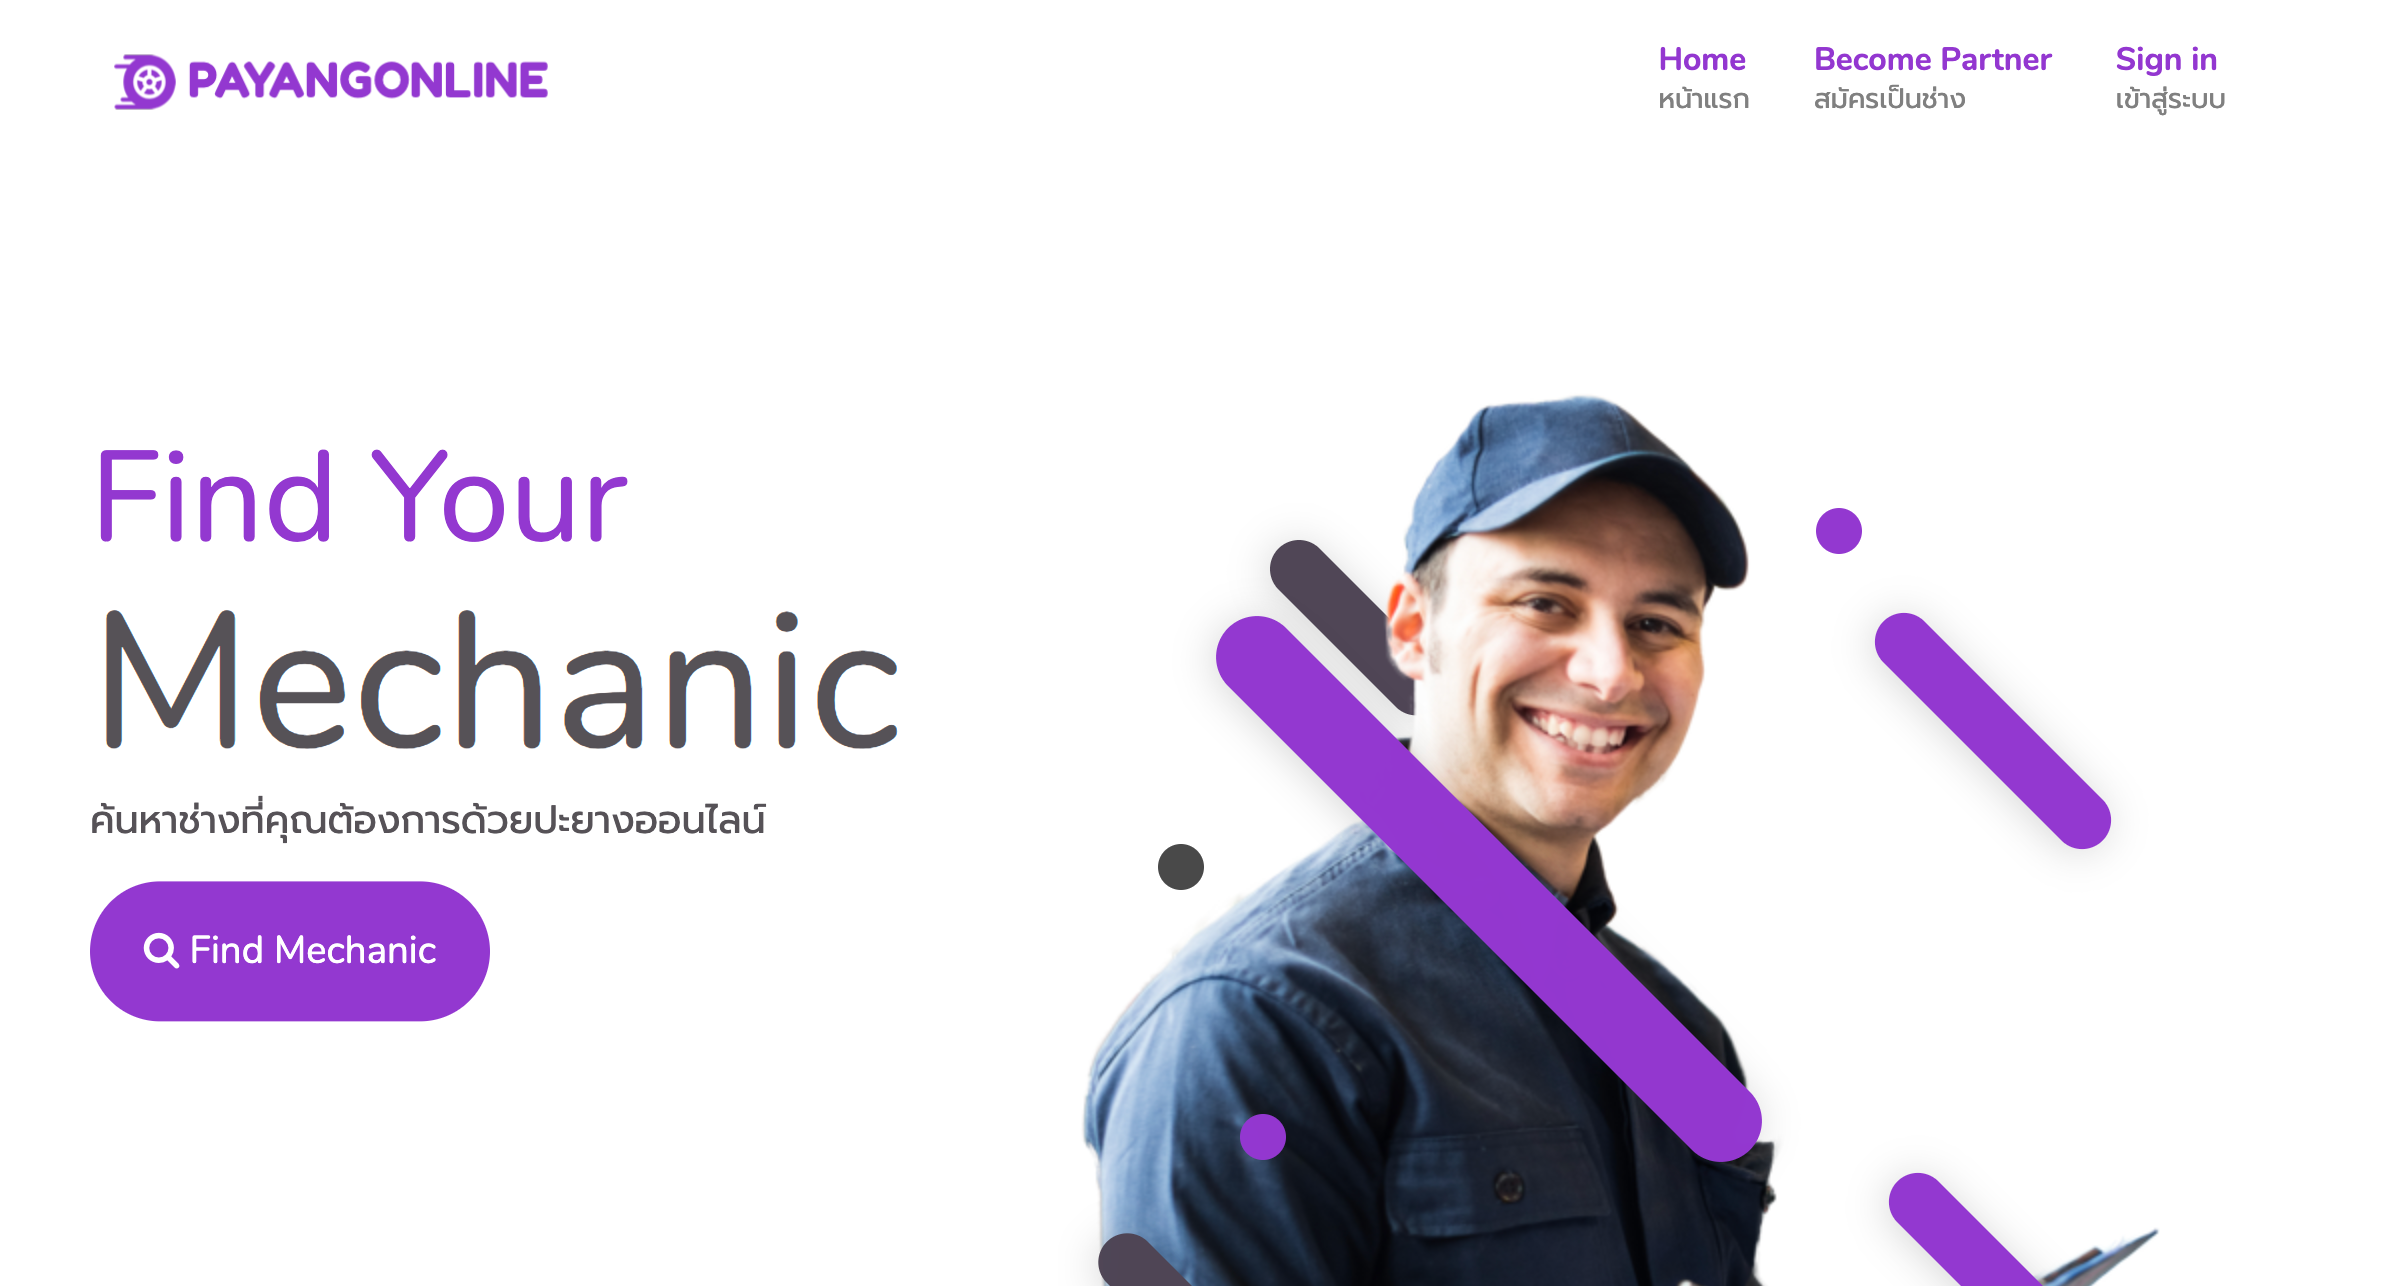 PAYANGONLINE
Home
หน้าแรก
Become Partner
สมัครเป็นช่าง
Sign in
เข้าสู่ระบบ
Find Your
Mechanic
ค้นหาช่างที่คุณต้องการด้วยปะยางออนไลน์
Find Mechanic